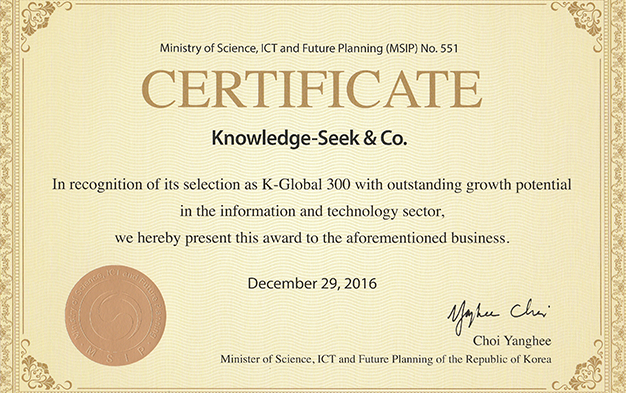 Ministry of Science, ICT and Future Planning (MSIP) No. 551
CERTIFICATE
Knowledge-Seek & Co.
In recognition of its selection as K-Global 300 with outstanding growth potential
in the information and technology sector,
we hereby present this award to the aforementioned business.
December 29, 2016
MSIP
Yanghee Choi
Choi Yanghee
Minister of Science, ICT and Future Planning of the Republic of Korea